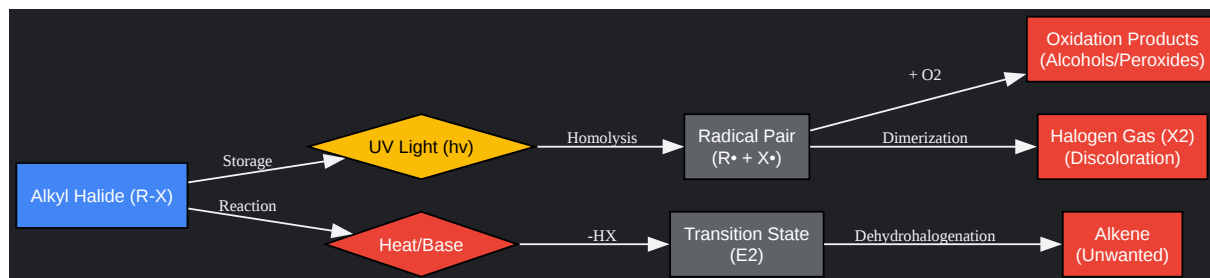 Oxidation Products
(Alcohols/Peroxides)
+ O2
UV Light (hv)
Homolysis
Radical Pair
(R• + X•)
Dimerization
Halogen Gas (X2)
(Discoloration)
Storage
Alkyl Halide (R-X)
Reaction
Heat/Base
-HX
Transition State
(E2)
Dehydrohalogenation
Alkene
(Unwanted)